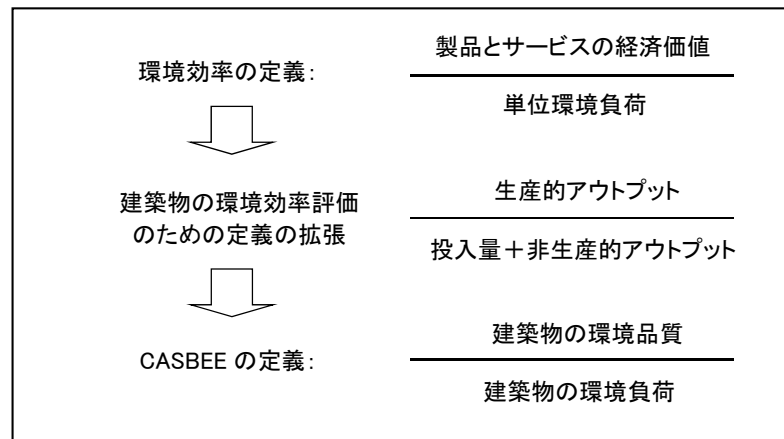 製品とサービスの経済価値
環境効率の定義：
単位環境負荷
建築物の環境効率評価
のための定義の拡張
生産的アウトプット
投入量＋非生産的アウトプット
建築物の環境品質
CASBEE の定義：
建築物の環境負荷